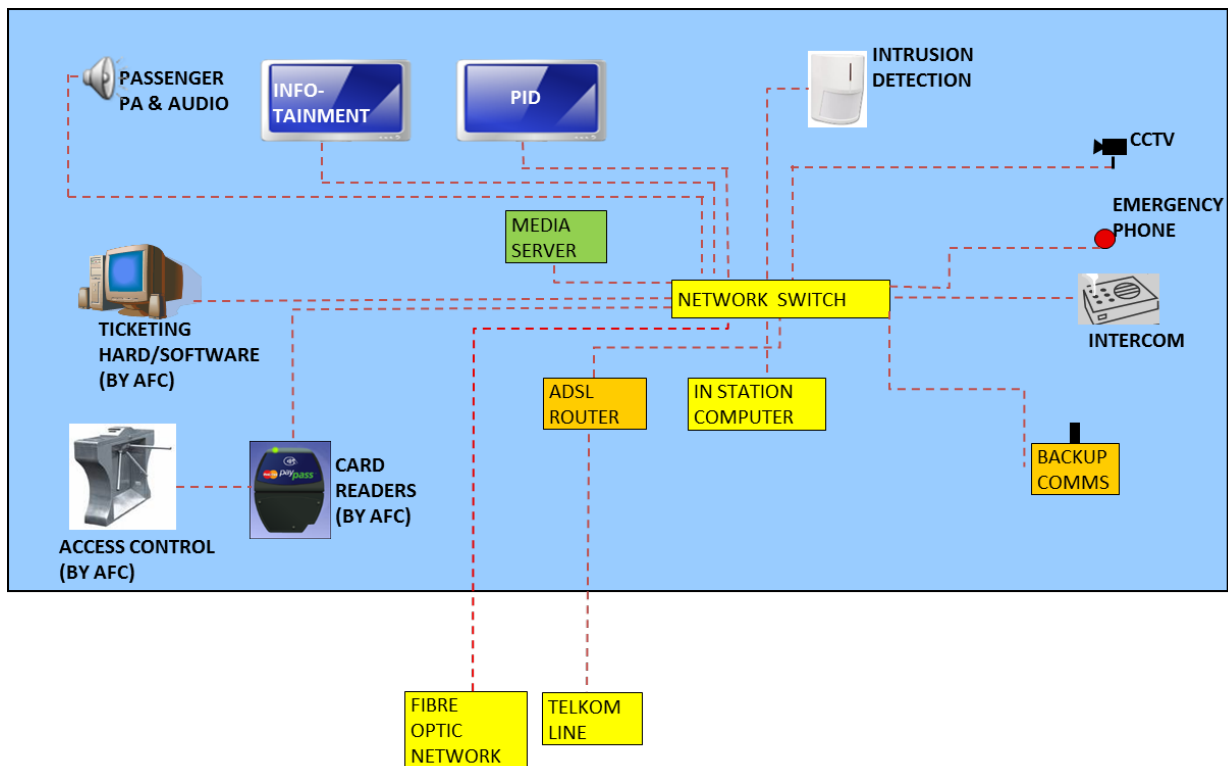 PASSENGER
PA & AUDIO
INFO-
TAINMENT
PID
INTRUSION
DETECTION
CCTV
EMERGENCY
PHONE
MEDIA
SERVER
NETWORK SWITCH
INTERCOM
TICKETING
HARD/SOFTWARE
(BY AFC)
ADSL
ROUTER
IN STATION
COMPUTER
BACKUP
COMMS
paypass
CARD
READERS
(BY AFC)
ACCESS CONTROL
(BY AFC)
FIBRE
OPTIC
NETWORK
TELKOM
LINE